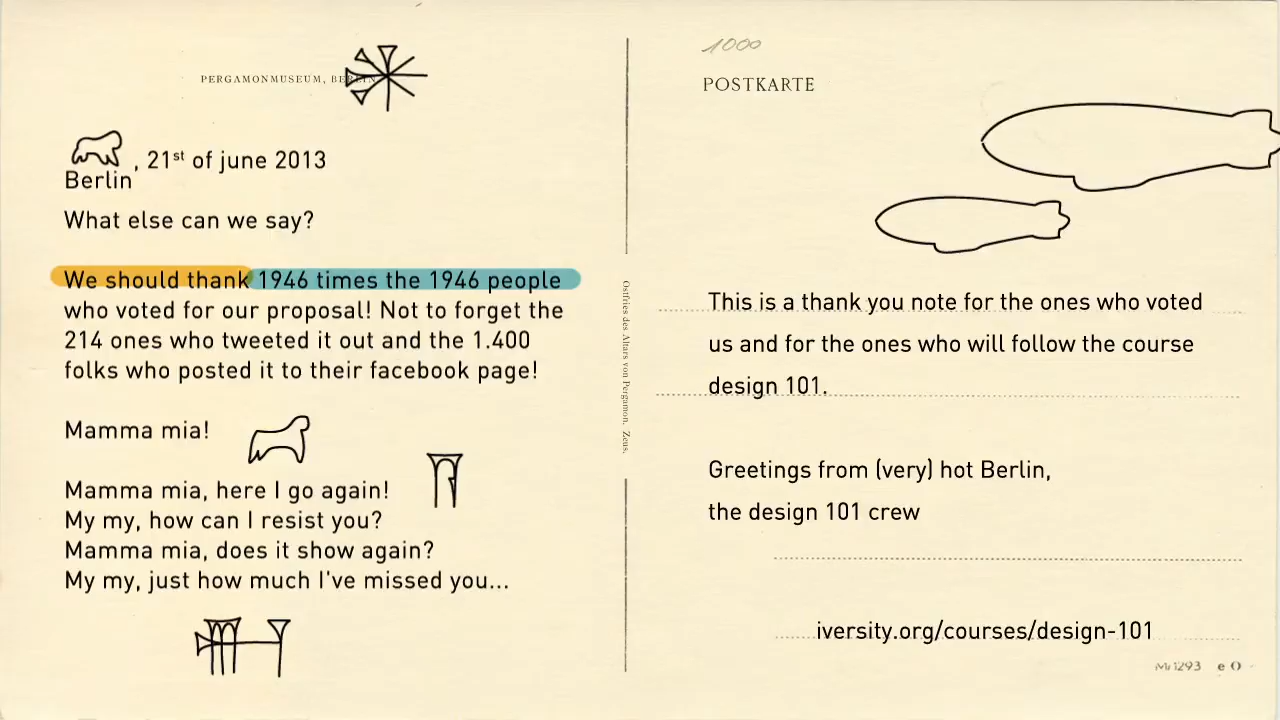 1000
PERGAMONMUSEUM, BERLIN
POSTKARTE
, 21st of june 2013
Berlin
What else can we say?
We should thank 1946 times the 1946 people
who voted for our proposal! Not to forget the
214 ones who tweeted it out and the 1.400
folks who posted it to their facebook page!
Mamma mia!
Mamma mia, here I go again!
My my, how can I resist you?
Mamma mia, does it show again?
My my, just how much I've missed you...
Ostfries des Altars von Pergamon. Zeus.
This is a thank you note for the ones who voted
us and for the ones who will follow the course
design 101.
Greetings from (very) hot Berlin,
the design 101 crew
iversity.org/courses/design-101